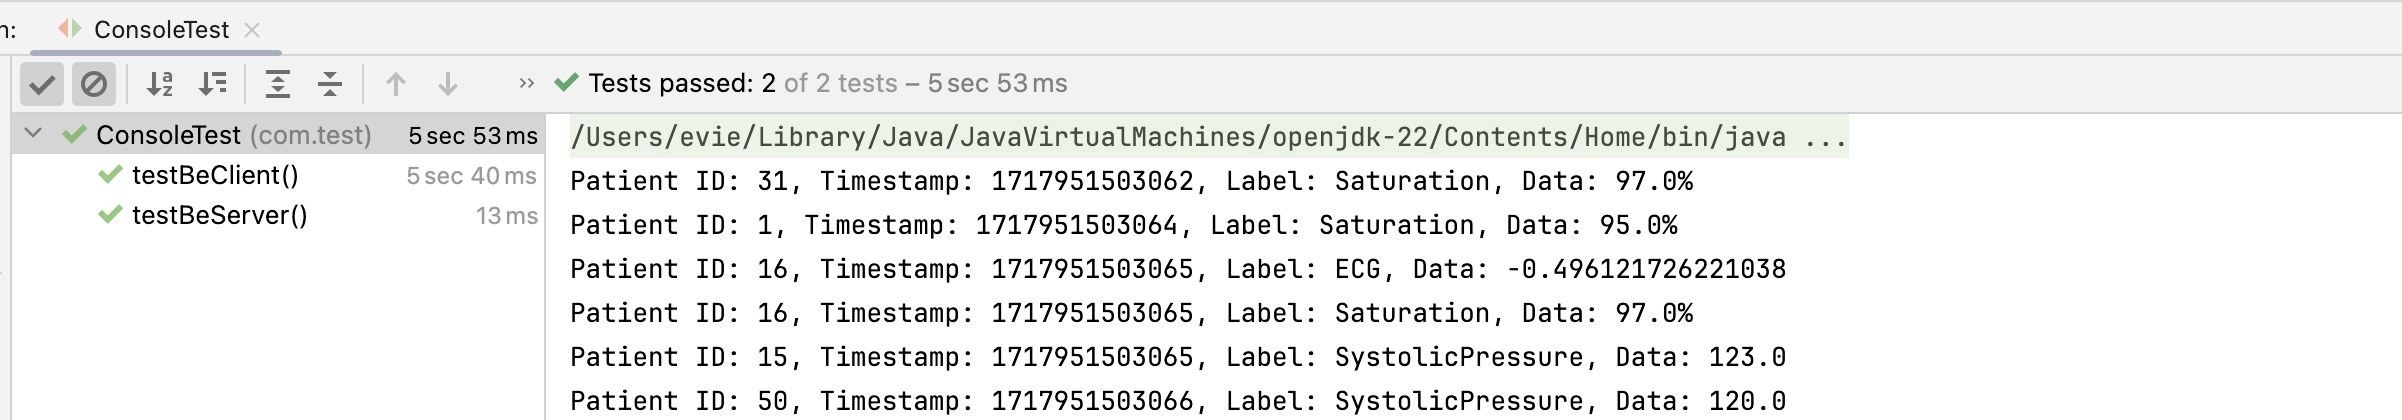 n:
ConsoleTest
Tests passed: 2 of 2 tests – 5 sec 53 ms
ConsoleTest (com.test) 5 sec 53 ms
testBeClient() 5 sec 40 ms
testBeServer() 13 ms
/Users/evie/Library/Java/JavaVirtualMachines/openjdk-22/Contents/Home/bin/java ...
Patient ID: 31, Timestamp: 1717951503062, Label: Saturation, Data: 97.0%
Patient ID: 1, Timestamp: 1717951503064, Label: Saturation, Data: 95.0%
Patient ID: 16, Timestamp: 1717951503065, Label: ECG, Data: -0.496121726221038
Patient ID: 16, Timestamp: 1717951503065, Label: Saturation, Data: 97.0%
Patient ID: 15, Timestamp: 1717951503065, Label: SystolicPressure, Data: 123.0
Patient ID: 50, Timestamp: 1717951503066, Label: SystolicPressure, Data: 120.0